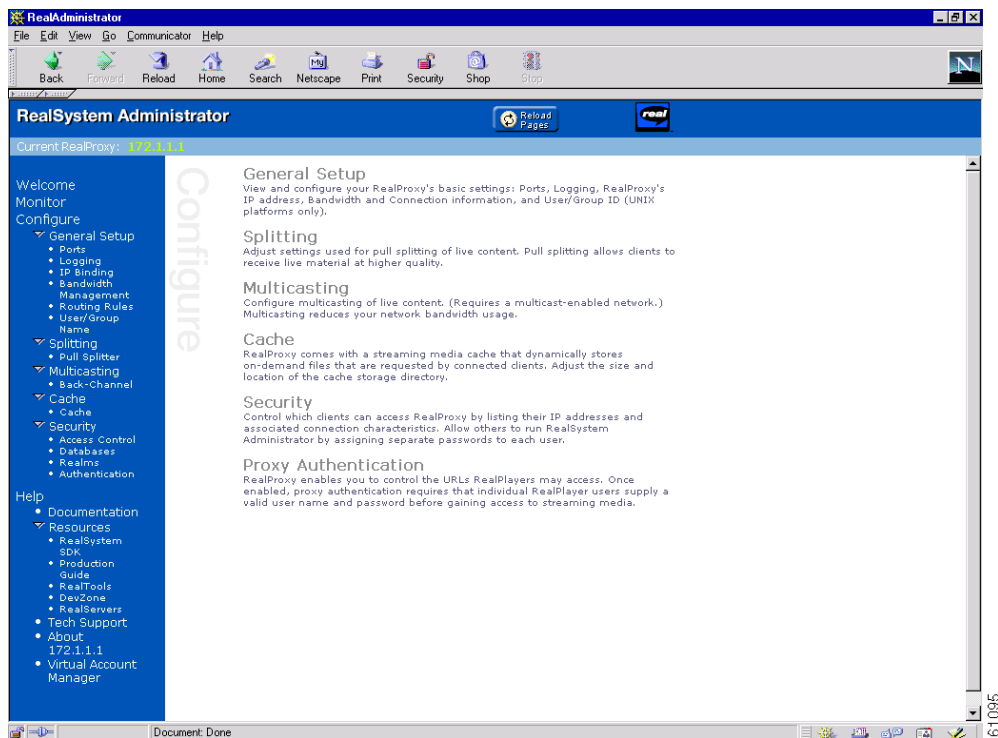 RealAdministrator
File Edit View Go Communicator Help
Back Forward Reload Home Search Netscape Print Security Shop Stop
My
N
RealSystem Administrator
Reload
Pages
real
Current RealProxy: 172.1.1.1
Welcome
Monitor
Configure
General Setup
Ports
Logging
IP Binding
Bandwidth
Management
Routing Rules
User/Group
Name
Splitting
Pull Splitter
Multicasting
Back-Channel
Cache
Cache
Security
Access Control
Databases
Realms
Authentication
Help
Documentation
Resources
RealSystem
SDK
Production
Guide
RealTools
DevZone
RealServers
Tech Support
About
172.1.1.1
Virtual Account
Manager
Configure
General Setup
View and configure your RealProxy's basic settings: Ports, Logging, RealProxy's
IP address, Bandwidth and Connection information, and User/Group ID (UNIX
platforms only).
Splitting
Adjust settings used for pull splitting of live content. Pull splitting allows clients to
receive live material at higher quality.
Multicasting
Configure multicasting of live content. (Requires a multicast-enabled network.)
Multicasting reduces your network bandwidth usage.
Cache
RealProxy comes with a streaming media cache that dynamically stores
on-demand files that are requested by connected clients. Adjust the size and
location of the cache storage directory.
Security
Control which clients can access RealProxy by listing their IP addresses and
associated connection characteristics. Allow others to run RealSystem
Administrator by assigning separate passwords to each user.
Proxy Authentication
RealProxy enables you to control the URLs RealPlayers may access. Once
enabled, proxy authentication requires that individual RealPlayer users supply a
valid user name and password before gaining access to streaming media.
Document: Done
61095